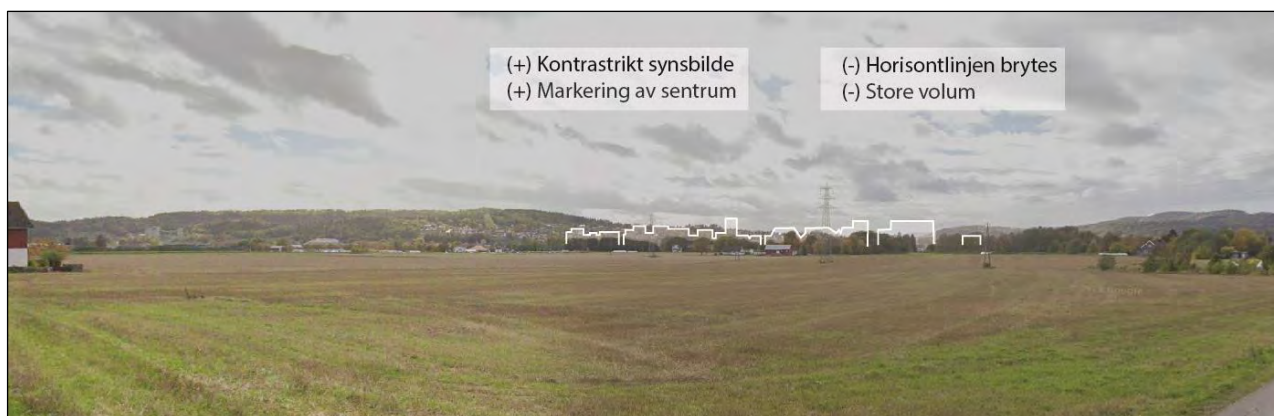 (+) Kontrastrikt synsbilde
(+) Markering av sentrum
(-) Horisontlinjen brytes
(-) Store volum